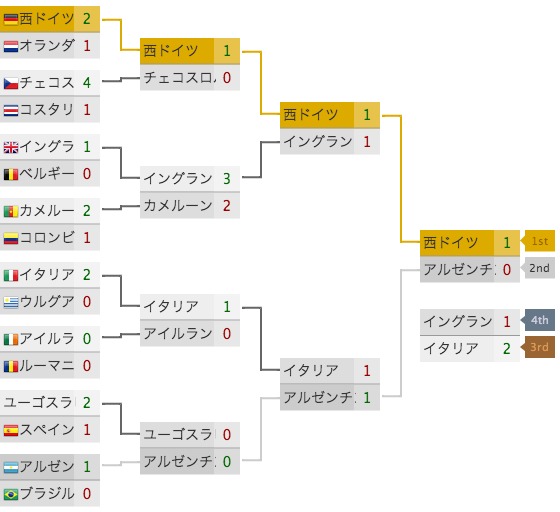 西ドイツ 2
オランダ 1
チェコス 4
コスタリ 1
イングラ 1
ベルギー 0
カメルー 2
コロンビ 1
イタリア 2
ウルグア 0
アイルラ 0
ルーマニ 0
ユーゴスラ 2
スペイン 1
アルゼン 1
ブラジル 0
西ドイツ 1
チェコスロ 0
イングラン 3
カメルーン 2
イタリア 1
アイルラン 0
ユーゴスラ 0
アルゼンチ 0
西ドイツ 1
イングラン 1
イタリア 1
アルゼンチ 1
西ドイツ 1 1st
アルゼンチ 0 2nd
イングラン 1 4th
イタリア 2 3rd